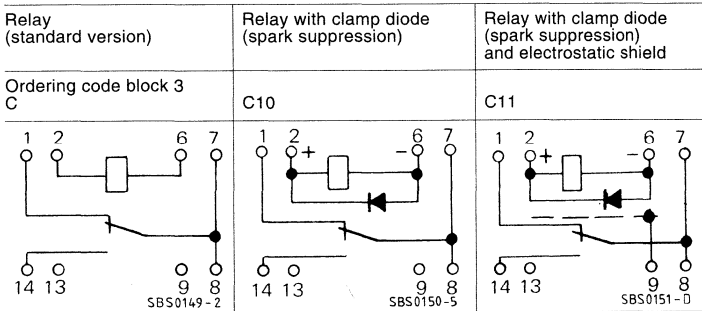 Relay
(standard version)
Relay with clamp diode
(spark suppression)
Relay with clamp diode
(spark suppression)
and electrostatic shield
Ordering code block 3
C
C10
C11
1 2 6 7
14 13 9 8
SBS0149-2
1 2 + - 6 7
14 13 9 8
SBS0150-5
1 2 + - 6 7
14 13 9 8
SBS0151-D